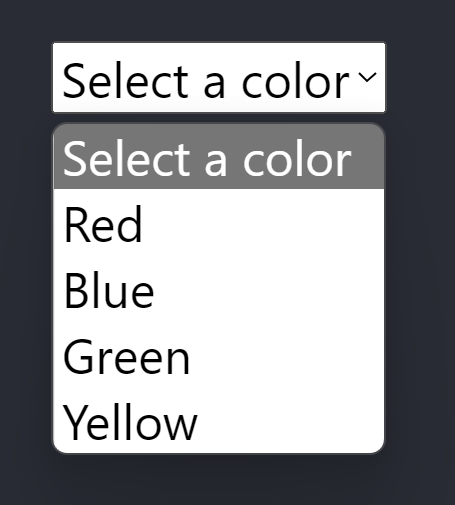 Select a color
Select a color
Red
Blue
Green
Yellow